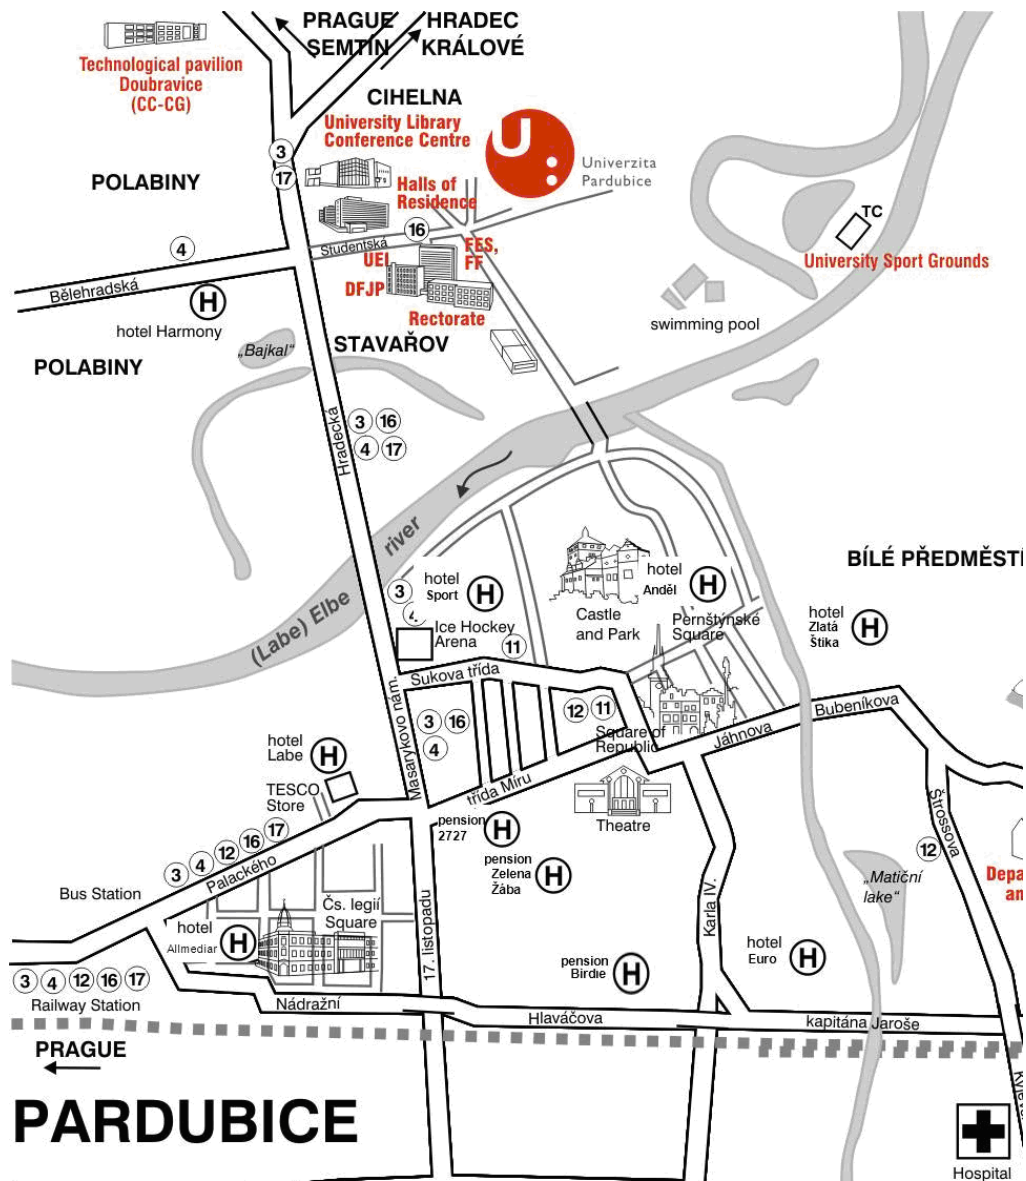 PRAGUE
SEMTÍN
HRADEC
KRÁLOVÉ
Technological pavilion
Doubravice
(CC-CG)
CIHELNA
University Library
Conference Centre
U:
Univerzita
Pardubice
3
17
POLABINY
Halls of
Residence
TC
University Sport Grounds
4
16
Studentská
UEL
FES,
FF
DFJP
Rectorate
Bělehradská
H
hotel Harmony
swimming pool
STAVAŘOV
„Bajkal“
POLABINY
Hradecká
3 16
4 17
(Labe) Elbe river
BÍLÉ PŘEDMĚSTÍ
3
4
hotel
Sport
H
hotel
Anděl
H
Castle
and Park
Pernštýnské
Square
hotel
Zlatá
Štika
H
Ice Hockey
Arena
11
Sukova třída
Masarykovo nám.
3 16
4
12 11
Square of
Republic
Jáhnova
Bubeníkova
hotel
Labe
H
TESCO
Store
třída Míru
Theatre
Štrossova
12
pension
2727
H
3 4 12 16 17
Palackého
pension
Zelena
Žába
H
„Matiční
lake“
Depa
an
Bus Station
Čs. legií
Square
hotel
Allmediar
H
17. listopadu
Karla IV.
pension
Birdie
H
hotel
Euro
H
3 4 12 16 17
Railway Station
Nádražní
Hlaváčova
kapitána Jaroše
PRAGUE
PARDUBICE
Hospital